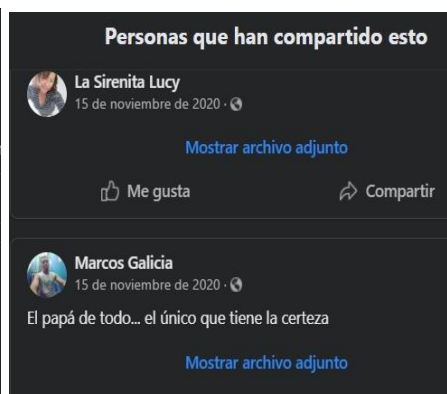 Personas que han compartido esto
La Sirenita Lucy
15 de noviembre de 2020 ·
Mostrar archivo adjunto
Me gusta Compartir
Marcos Galicia
15 de noviembre de 2020 ·
El papá de todo... el único que tiene la certeza
Mostrar archivo adjunto